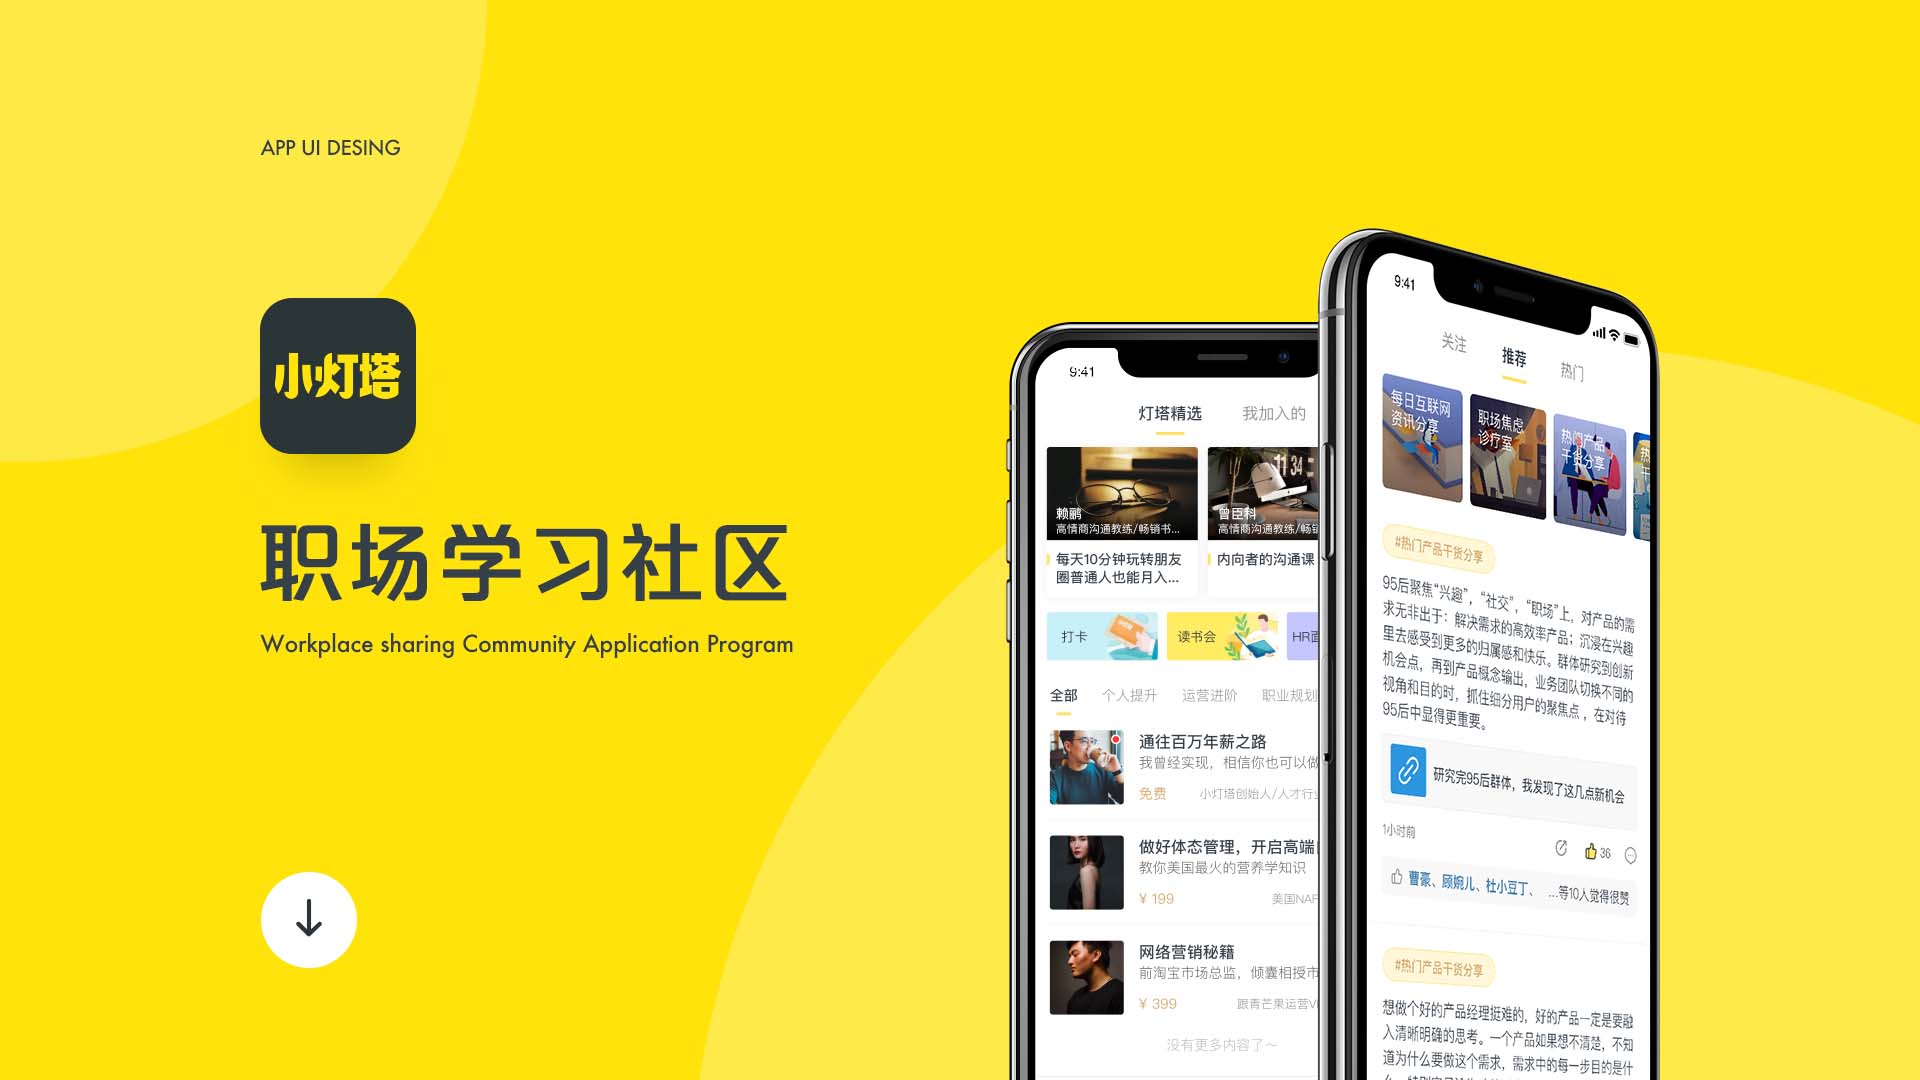 APP UI DESING
小灯塔
职场学习社区
Workplace sharing Community Application Program
9:41
灯塔精选
我加入的
赖鹂
高情商沟通教练/畅销书...
每天10分钟玩转朋友
圈普通人也能月入...
11 34
曾臣科
高情商沟通教练/畅销
内向者的沟通课
打卡
读书会
HR面
全部
个人提升
运营进阶
职业规划
通往百万年薪之路
我曾经实现，相信你也可以做
免费
小灯塔创始人/人才行业
做好体态管理，开启高端
教你美国最火的营养学知识
¥ 199
美国NAF
网络营销秘籍
前淘宝市场总监，倾囊相授市
¥ 399
跟青芒果运营VI
没有更多内容了～
9:41
关注
推荐
热门
每日互联网
资讯分享
职场焦虑
诊疗室
热门产品
干货分享
热
干
#热门产品干货分享
95后聚焦“兴趣”，“社交”，“职场”上，对产品的需
求无非出于：解决需求的高效率产品；沉浸在兴趣
里去感受到更多的归属感和快乐。群体研究到创新
机会点，再到产品概念输出，业务团队切换不同的
视角和目的时，抓住细分用户的聚焦点 ，在对待
95后中显得更重要。
研究完95后群体，我发现了这几点新机会
1小时前
36
曹豪、顾婉儿、杜小豆丁、 ...等10人觉得很赞
#热门产品干货分享
想做个好的产品经理挺难的，好的产品一定是要融
入清晰明确的思考。一个产品如果想不清楚，不知
道为什么要做这个需求，需求中的每一步目的是什